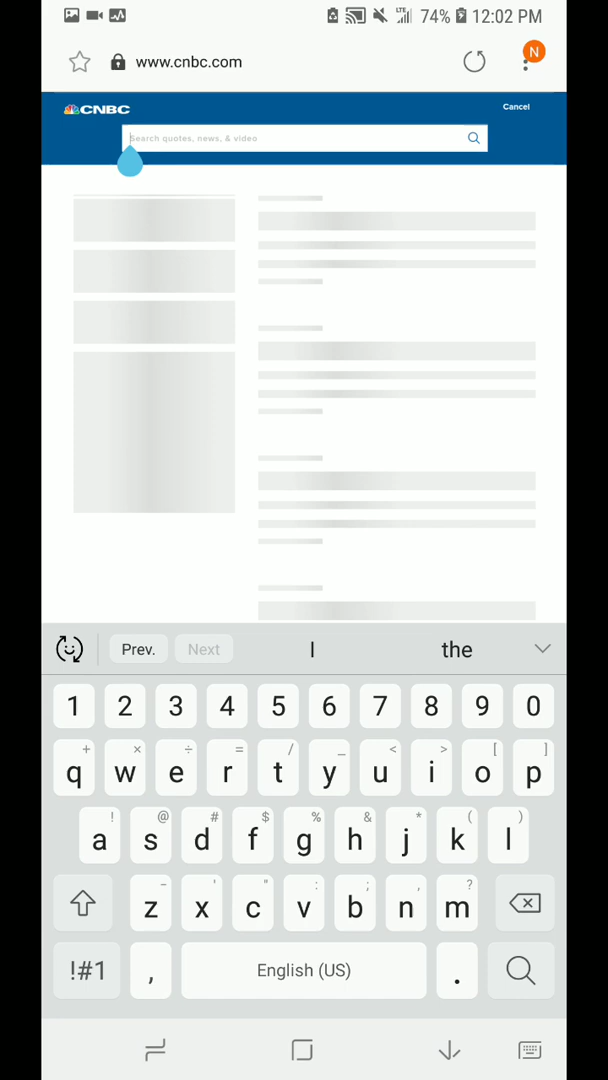 LTE 74% 12:02 PM
www.cnbc.com
N
CNBC
Cancel
Search quotes, news, & video
Prev. Next I the
1 2 3 4 5 6 7 8 9 0
+ × ÷ = / _ < > [ ]
q w e r t y u i o p
! @ # $ % & * ( )
a s d f g h j k l
- ' " : ; , ?
z x c v b n m
!#1 , English (US) .